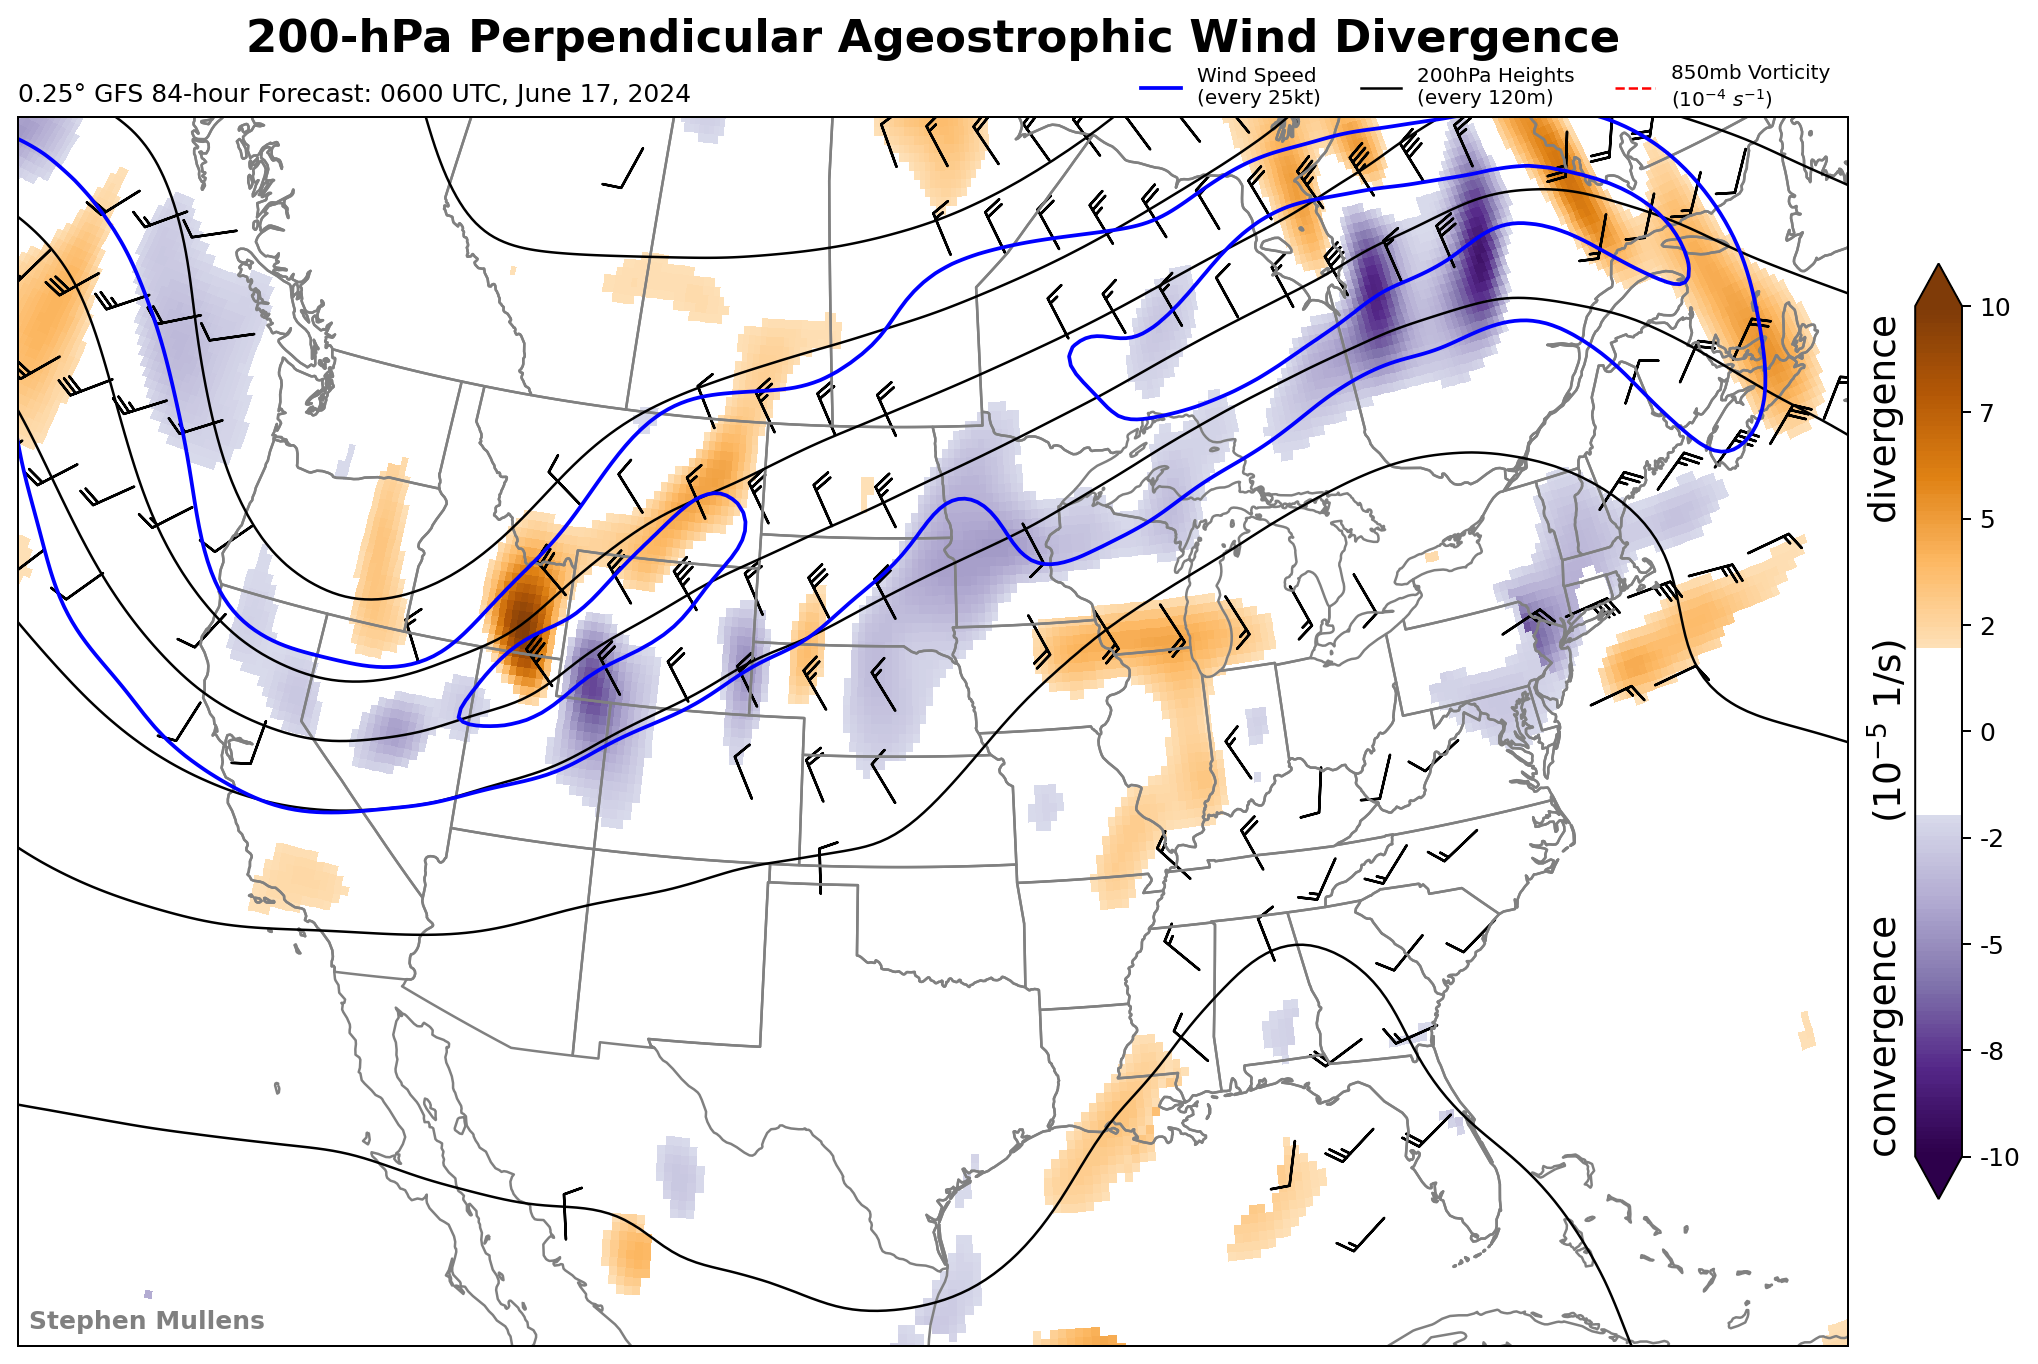 200-hPa Perpendicular Ageostrophic Wind Divergence
0.25° GFS 84-hour Forecast: 0600 UTC, June 17, 2024
Wind Speed
(every 25kt)
200hPa Heights
(every 120m)
850mb Vorticity
(10⁻⁴ s⁻¹)
10
7
5
2
0
-2
-5
-8
-10
convergence (10⁻⁵ 1/s) divergence
Stephen Mullens